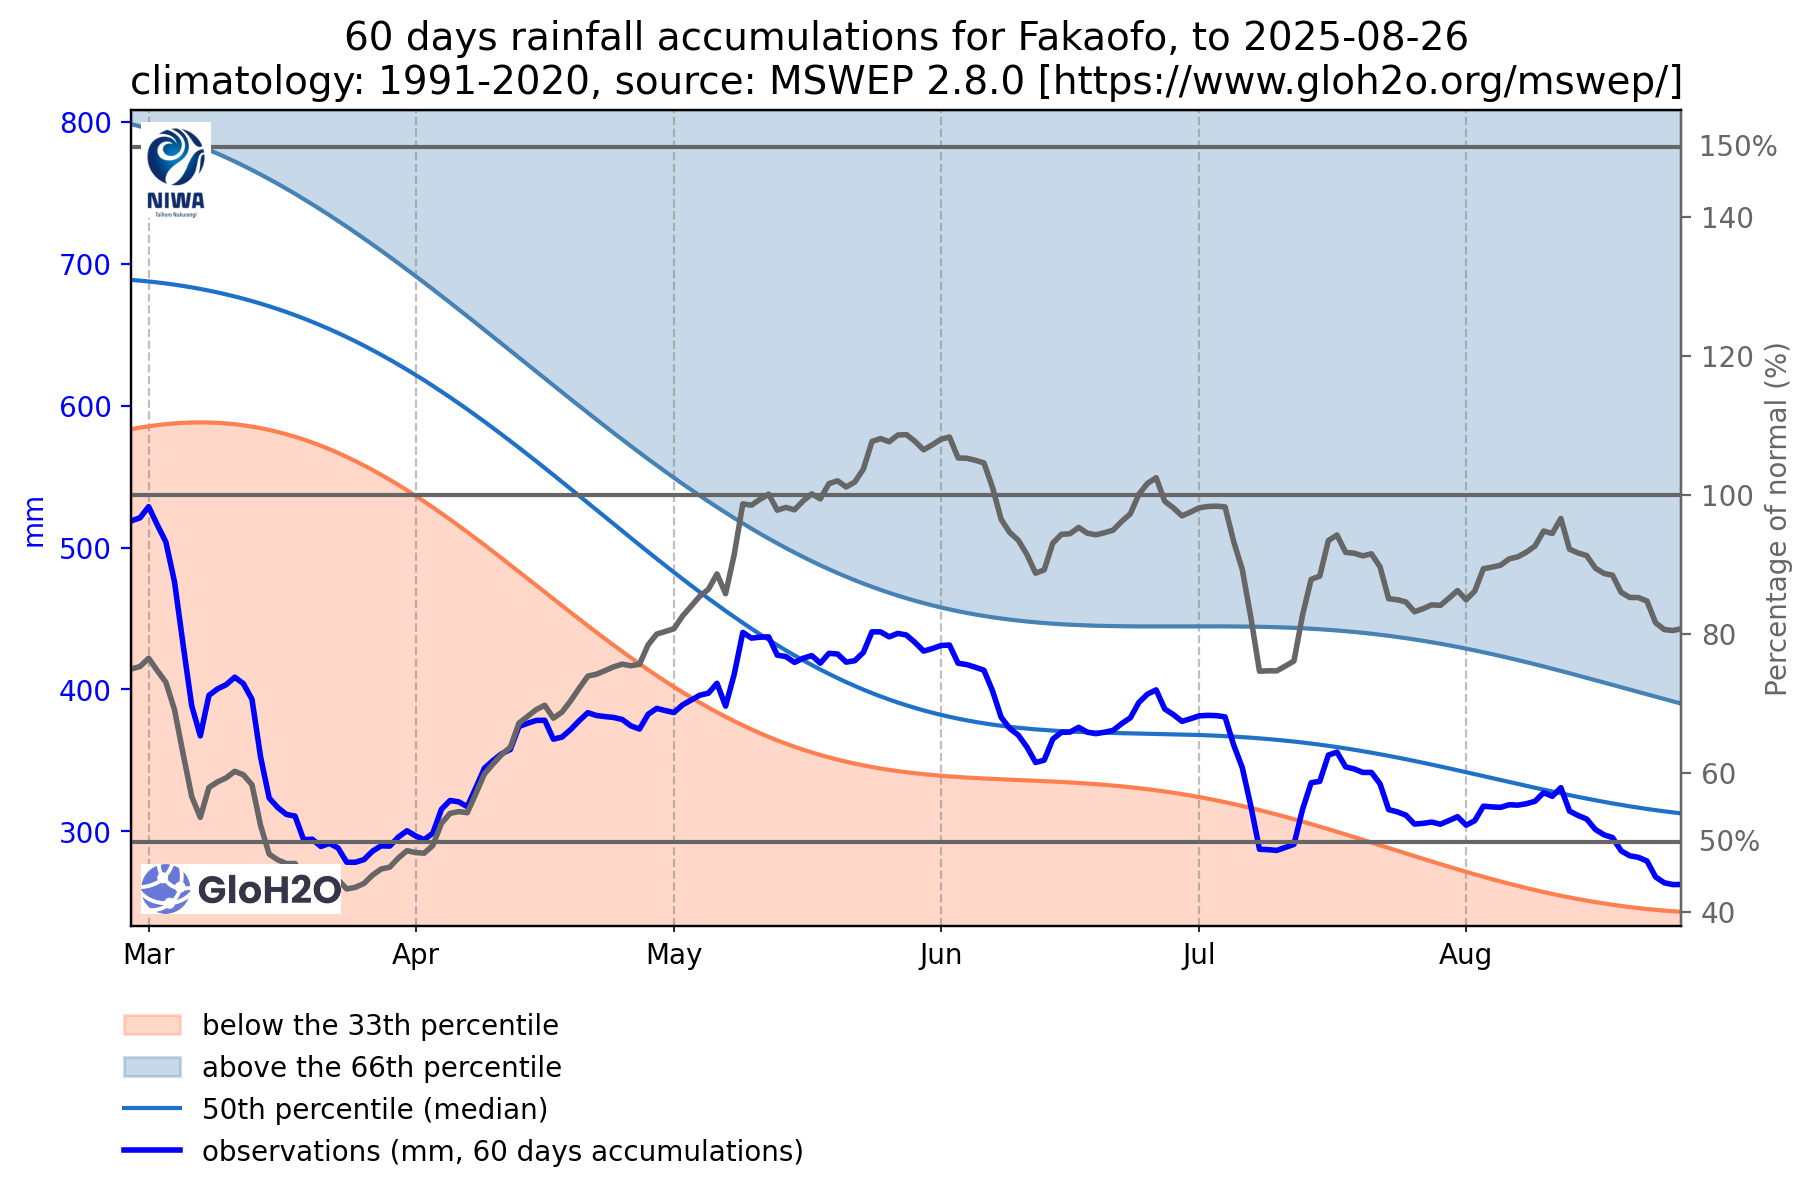 60 days rainfall accumulations for Fakaofo, to 2025-08-26
climatology: 1991-2020, source: MSWEP 2.8.0 [https://www.gloh2o.org/mswep/]
800
700
600
500
400
300
mm
NIWA
Taihoro Nukurangi
GloH2O
150%
140
120
100
80
60
50%
40
Percentage of normal (%)
Mar
Apr
May
Jun
Jul
Aug
below the 33th percentile
above the 66th percentile
50th percentile (median)
observations (mm, 60 days accumulations)